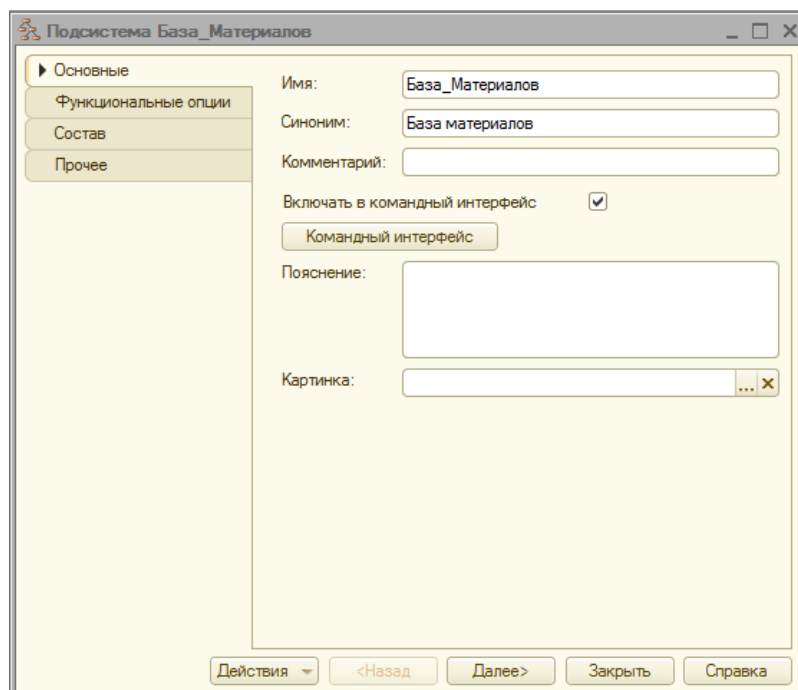 Подсистема База_Материалов
Основные
Функциональные опции
Состав
Прочее
Имя: База_Материалов
Синоним: База материалов
Комментарий:
Включать в командный интерфейс
Командный интерфейс
Пояснение:
Картинка: ...
Действия <Назад Далее> Закрыть Справка